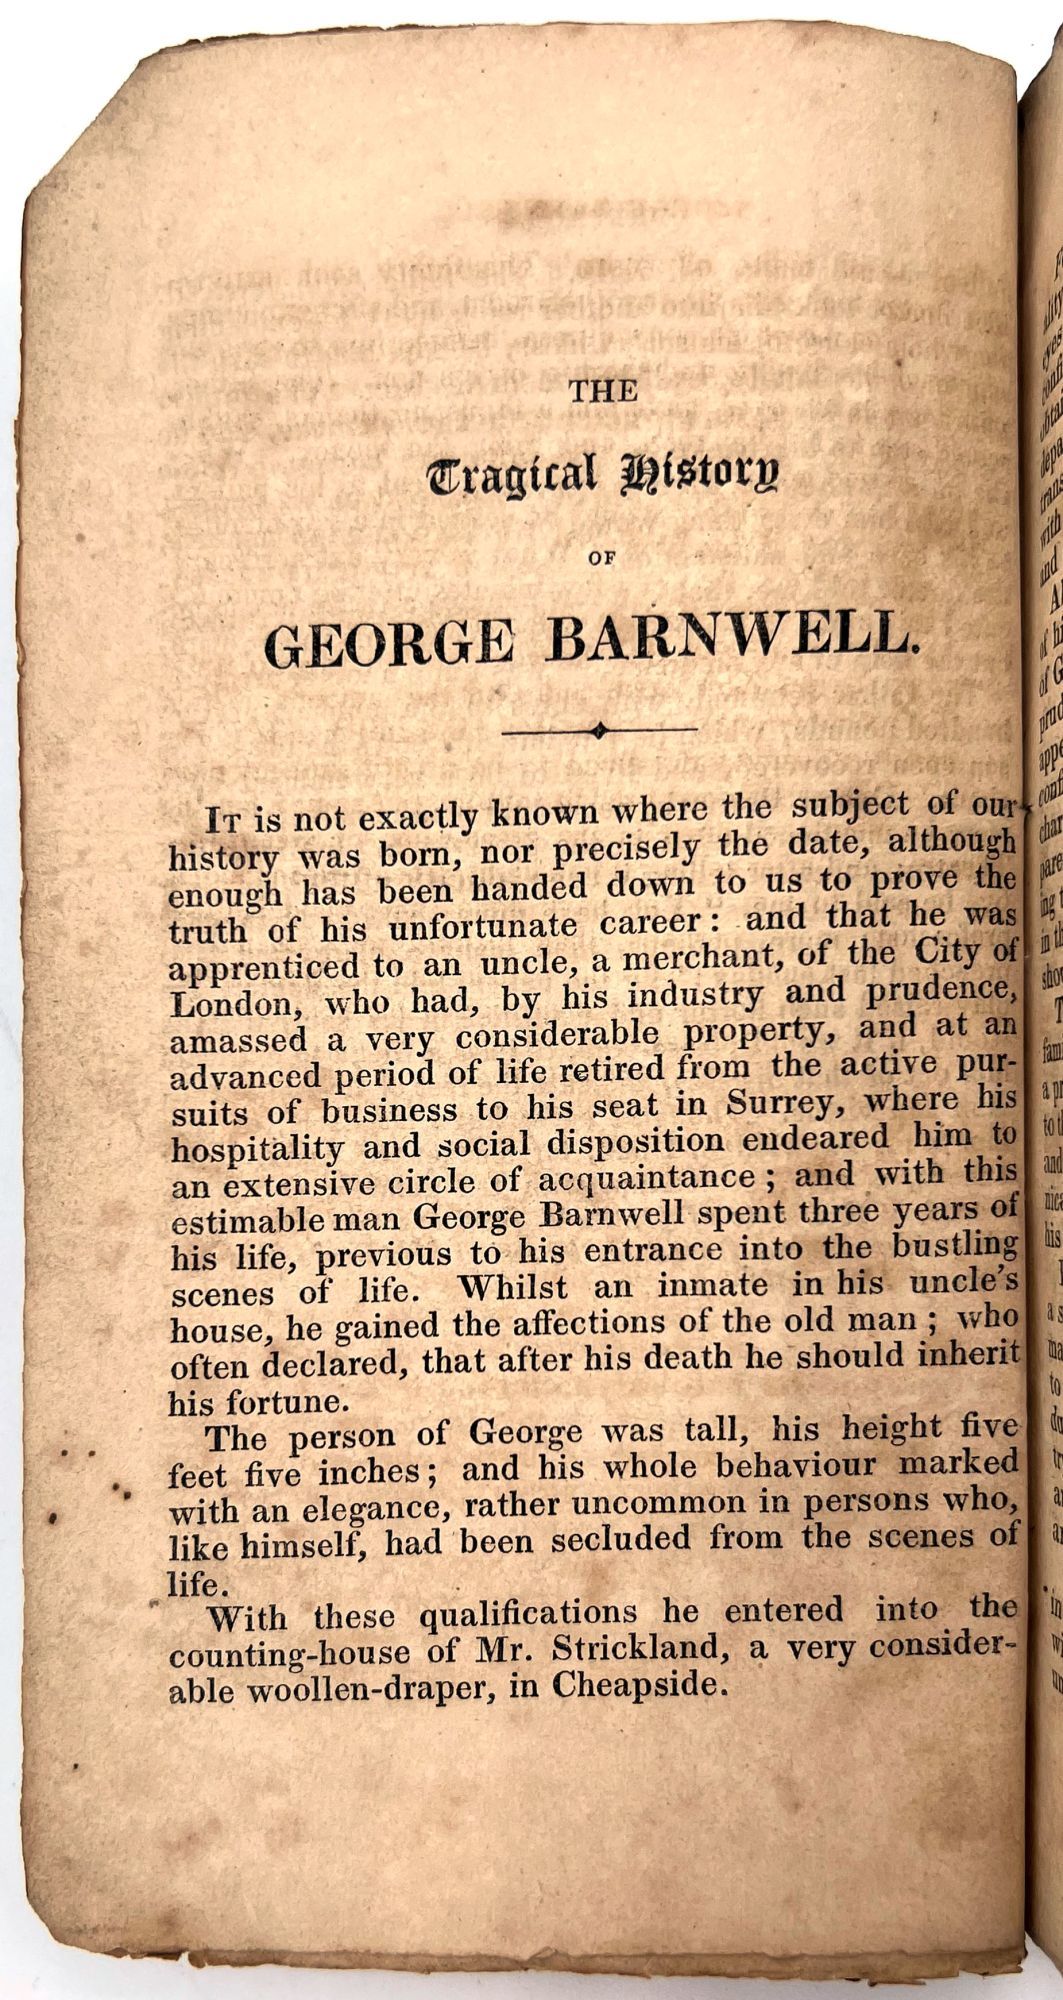 THE
Tragical History
OF
GEORGE BARNWELL.
IT is not exactly known where the subject of our
history was born, nor precisely the date, although
enough has been handed down to us to prove the
truth of his unfortunate career: and that he was
apprenticed to an uncle, a merchant, of the City of
London, who had, by his industry and prudence,
amassed a very considerable property, and at an
advanced period of life retired from the active pur-
suits of business to his seat in Surrey, where his
hospitality and social disposition endeared him to
an extensive circle of acquaintance; and with this
estimable man George Barnwell spent three years of
his life, previous to his entrance into the bustling
scenes of life. Whilst an inmate in his uncle's
house, he gained the affections of the old man; who
often declared, that after his death he should inherit
his fortune.
The person of George was tall, his height five
feet five inches; and his whole behaviour marked
with an elegance, rather uncommon in persons who,
like himself, had been secluded from the scenes of
life.
With these qualifications he entered into the
counting-house of Mr. Strickland, a very consider-
able woollen-draper, in Cheapside.